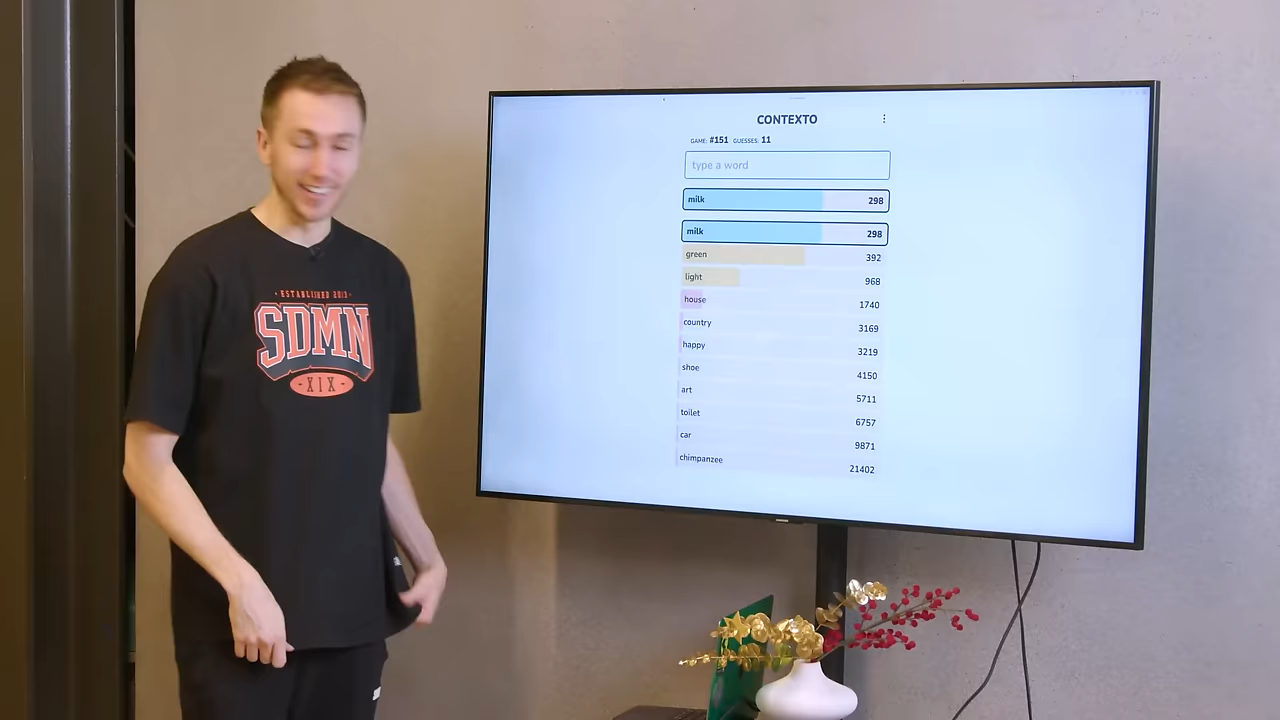 CONTEXTO
GAME: #151 GUESSES: 11
type a word
milk 298
milk 298
green 392
light 968
house 1740
country 3169
happy 3219
shoe 4150
art 5711
toilet 6757
car 9871
chimpanzee 21402
· ESTABLISHED 2013 ·
SDMN
-XIX-
SAMSUNG